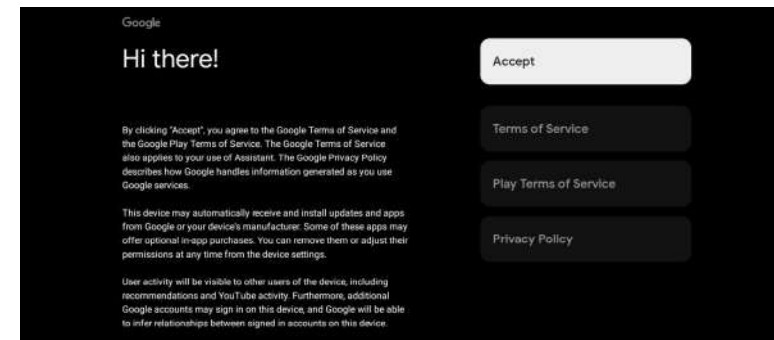 Google
Hi there!
By clicking "Accept", you agree to the Google Terms of Service and
the Google Play Terms of Service. The Google Terms of Service
also applies to your use of Assistant. The Google Privacy Policy
describes how Google handles information generated as you use
Google services.
This device may automatically receive and install updates and apps
from Google or your device's manufacturer. Some of these apps may
offer optional in-app purchases. You can remove them or adjust their
permissions at any time from the device settings.
User activity will be visible to other users of the device, including
recommendations and YouTube activity. Furthermore, additional
Google accounts may sign in on this device, and Google will be able
to infer relationships between signed in accounts on this device.
Accept
Terms of Service
Play Terms of Service
Privacy Policy